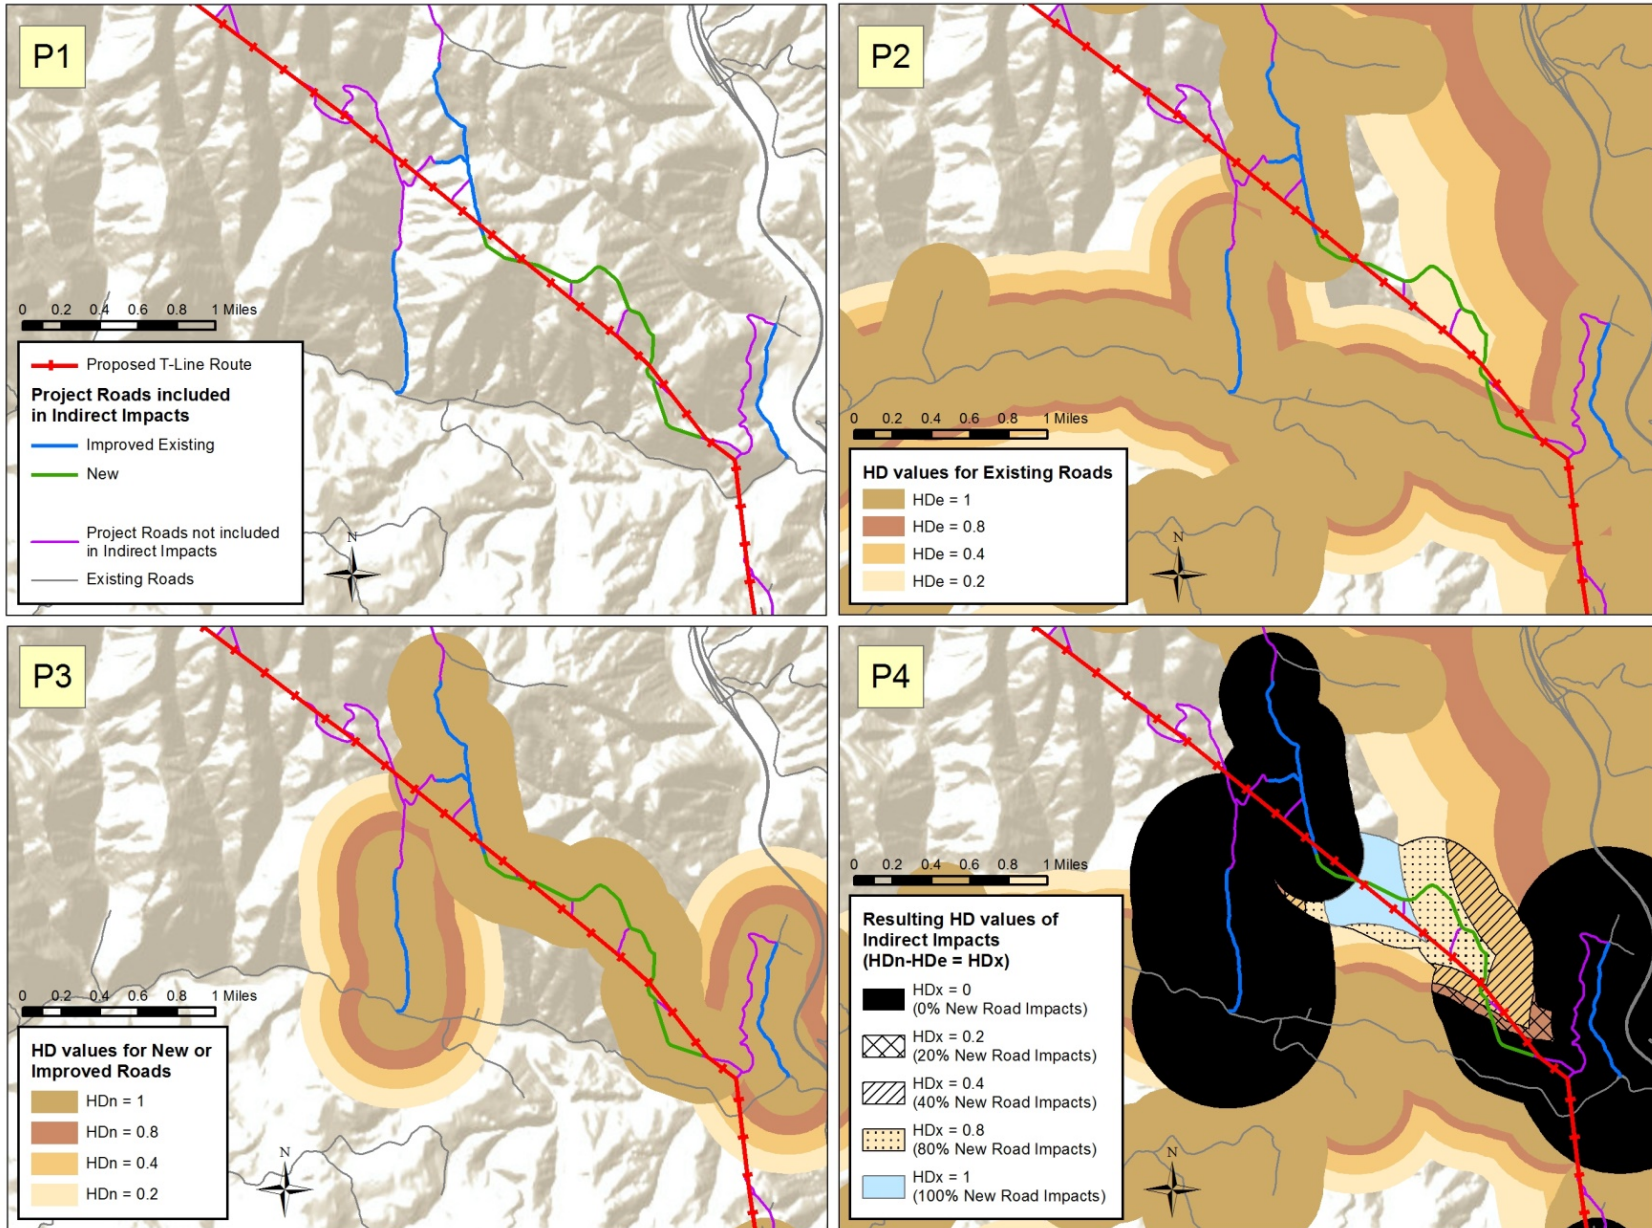 P1
0 0.2 0.4 0.6 0.8 1 Miles
Proposed T-Line Route
Project Roads included
in Indirect Impacts
Improved Existing
New
Project Roads not included
in Indirect Impacts
Existing Roads
N
P2
0 0.2 0.4 0.6 0.8 1 Miles
HD values for Existing Roads
HDe = 1
HDe = 0.8
HDe = 0.4
HDe = 0.2
N
P3
0 0.2 0.4 0.6 0.8 1 Miles
HD values for New or
Improved Roads
HDn = 1
HDn = 0.8
HDn = 0.4
HDn = 0.2
N
P4
0 0.2 0.4 0.6 0.8 1 Miles
Resulting HD values of
Indirect Impacts
(HDn-HDe = HDx)
HDx = 0
(0% New Road Impacts)
HDx = 0.2
(20% New Road Impacts)
HDx = 0.4
(40% New Road Impacts)
HDx = 0.8
(80% New Road Impacts)
HDx = 1
(100% New Road Impacts)
N